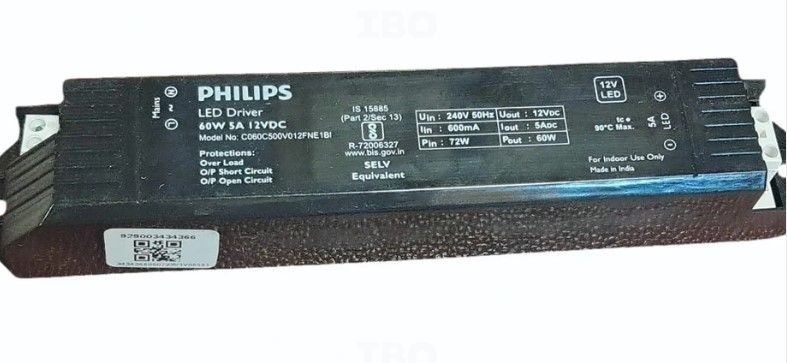 IBO
PHILIPS
LED Driver
60W 5A 12VDC
Model No: C060C500V012FNE1BI
Protections:
Over Load
O/P Short Circuit
O/P Open Circuit
Mains
L ~ N
IS 15885
(Part 2/Sec 13)
R-72006327
www.bis.gov.in
SELV
Equivalent
Uin : 240V 50Hz Uout : 12VDC
Iin : 600mA Iout : 5ADC
Pin : 72W Pout : 60W
12V
LED
tc
90°C Max.
+
5A
LED
-
For Indoor Use Only
Made in India
929003434366
IBO